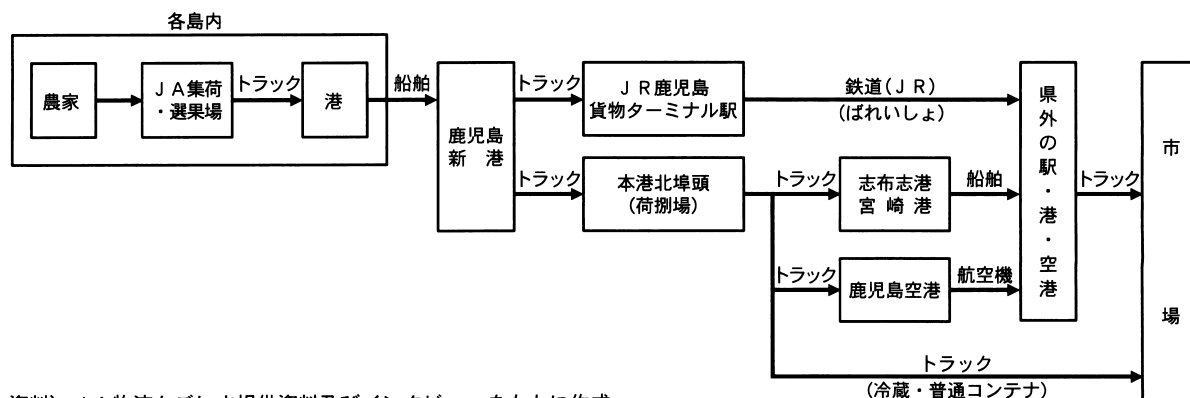 各島内
農家
ＪＡ集荷
・選果場
トラック
港
船舶
鹿児島
新　港
トラック
ＪＲ鹿児島
貨物ターミナル駅
鉄道(ＪＲ)
(ばれいしょ)
トラック
本港北埠頭
(荷捌場)
トラック
志布志港
宮崎港
船舶
トラック
鹿児島空港
航空機
県外の駅・港・空港
トラック
市場
トラック
(冷蔵・普通コンテナ)